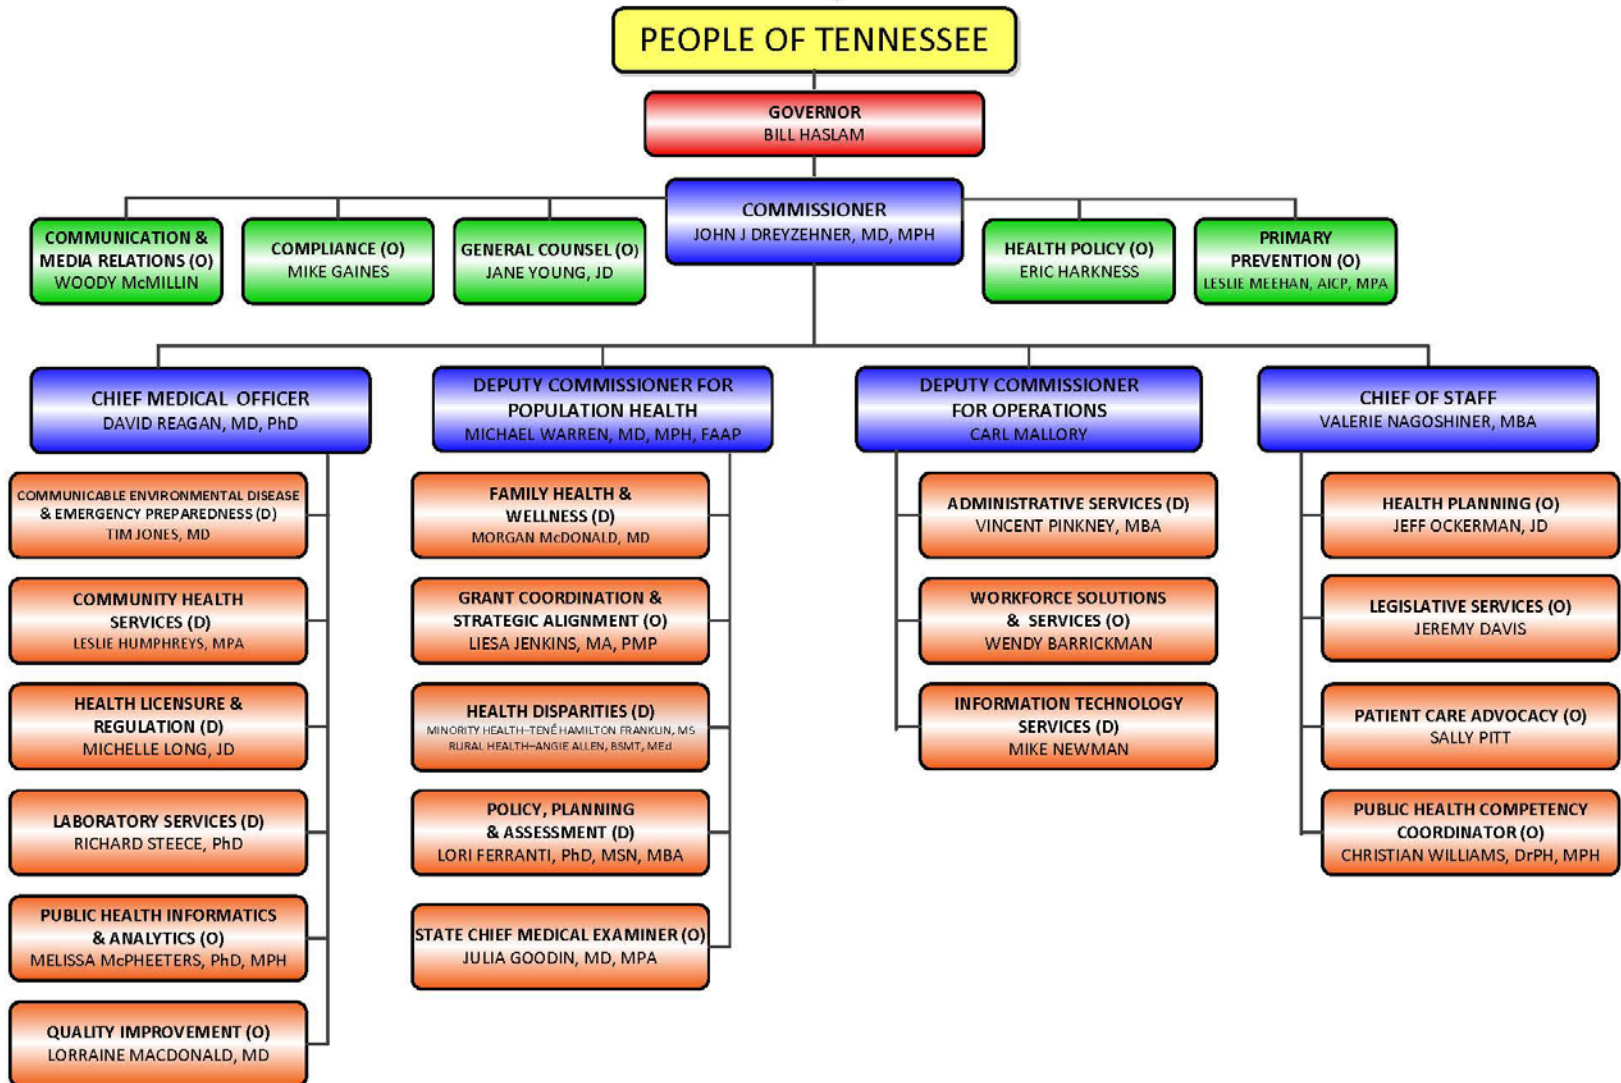 PEOPLE OF TENNESSEE
GOVERNOR
BILL HASLAM
COMMISSIONER
JOHN J DREYZEHNER, MD, MPH
COMMUNICATION &
MEDIA RELATIONS (O)
WOODY McMILLIN
COMPLIANCE (O)
MIKE GAINES
GENERAL COUNSEL (O)
JANE YOUNG, JD
HEALTH POLICY (O)
ERIC HARKNESS
PRIMARY
PREVENTION (O)
LESLIE MEEHAN, AICP, MPA
CHIEF MEDICAL OFFICER
DAVID REAGAN, MD, PhD
COMMUNICABLE ENVIRONMENTAL DISEASE
& EMERGENCY PREPAREDNESS (D)
TIM JONES, MD
COMMUNITY HEALTH
SERVICES (D)
LESLIE HUMPHREYS, MPA
HEALTH LICENSURE &
REGULATION (D)
MICHELLE LONG, JD
LABORATORY SERVICES (D)
RICHARD STEECE, PhD
PUBLIC HEALTH INFORMATICS
& ANALYTICS (O)
MELISSA McPHEETERS, PhD, MPH
QUALITY IMPROVEMENT (O)
LORRAINE MACDONALD, MD
DEPUTY COMMISSIONER FOR
POPULATION HEALTH
MICHAEL WARREN, MD, MPH, FAAP
FAMILY HEALTH &
WELLNESS (D)
MORGAN McDONALD, MD
GRANT COORDINATION &
STRATEGIC ALIGNMENT (O)
LIESA JENKINS, MA, PMP
HEALTH DISPARITIES (D)
MINORITY HEALTH–TENÉ HAMILTON FRANKLIN, MS
RURAL HEALTH—ANGIE ALLEN, BSMT, MEd
POLICY, PLANNING
& ASSESSMENT (D)
LORI FERRANTI, PhD, MSN, MBA
STATE CHIEF MEDICAL EXAMINER (O)
JULIA GOODIN, MD, MPA
DEPUTY COMMISSIONER
FOR OPERATIONS
CARL MALLORY
ADMINISTRATIVE SERVICES (D)
VINCENT PINKNEY, MBA
WORKFORCE SOLUTIONS
& SERVICES (O)
WENDY BARRICKMAN
INFORMATION TECHNOLOGY
SERVICES (D)
MIKE NEWMAN
CHIEF OF STAFF
VALERIE NAGOSHINER, MBA
HEALTH PLANNING (O)
JEFF OCKERMAN, JD
LEGISLATIVE SERVICES (O)
JEREMY DAVIS
PATIENT CARE ADVOCACY (O)
SALLY PITT
PUBLIC HEALTH COMPETENCY
COORDINATOR (O)
CHRISTIAN WILLIAMS, DrPH, MPH